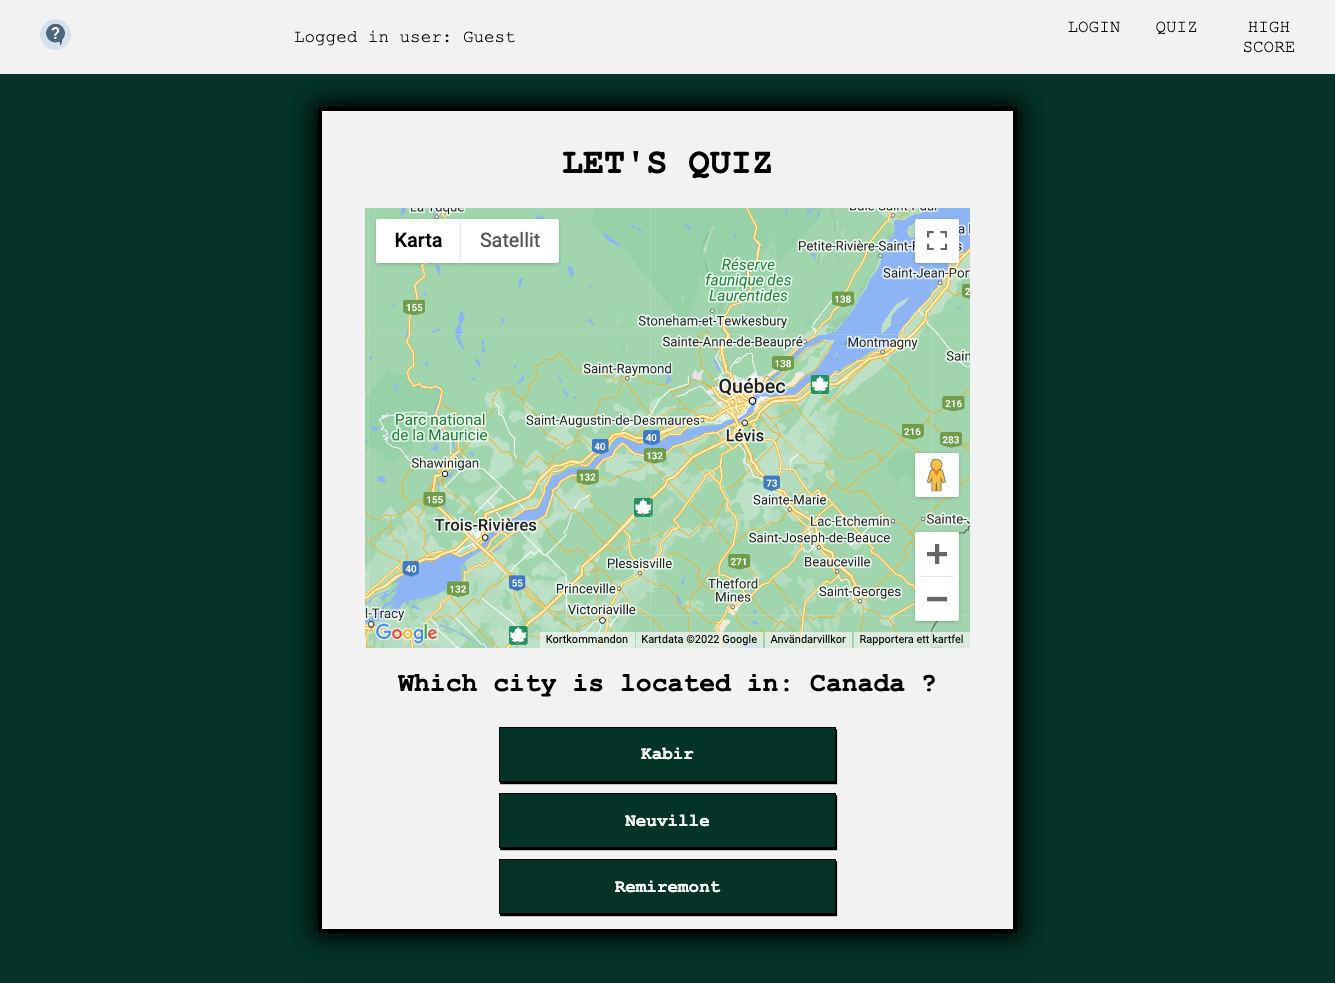 ?
Logged in user: Guest
LOGIN
QUIZ
HIGH
SCORE
LET'S QUIZ
Karta
Satellit
Petite-Rivière-Saint-F
Réserve
faunique des
Laurentides
Saint-Jean-Por
155
138
Stoneham-et-Tewkesbury
Sainte-Anne-de-Beaupré
Montmagny
Sain
138
Saint-Raymond
Québec
216
Parc national
de la Mauricie
Saint-Augustin-de-Desmaures
Lévis
216
283
40
40
132
Shawinigan
132
73
155
Sainte-Marie
Trois-Rivières
Lac-Etchemin
Sainte-
Saint-Joseph-de-Beauce
40
Plessisville
271
Beauceville
132
55
Princeville
Thetford
Mines
Saint-Georges
Victoriaville
l-Tracy
Google
Kortkommandon
Kartdata ©2022 Google
Användarvillkor
Rapportera ett kartfel
Which city is located in: Canada ?
Kabir
Neuville
Remiremont